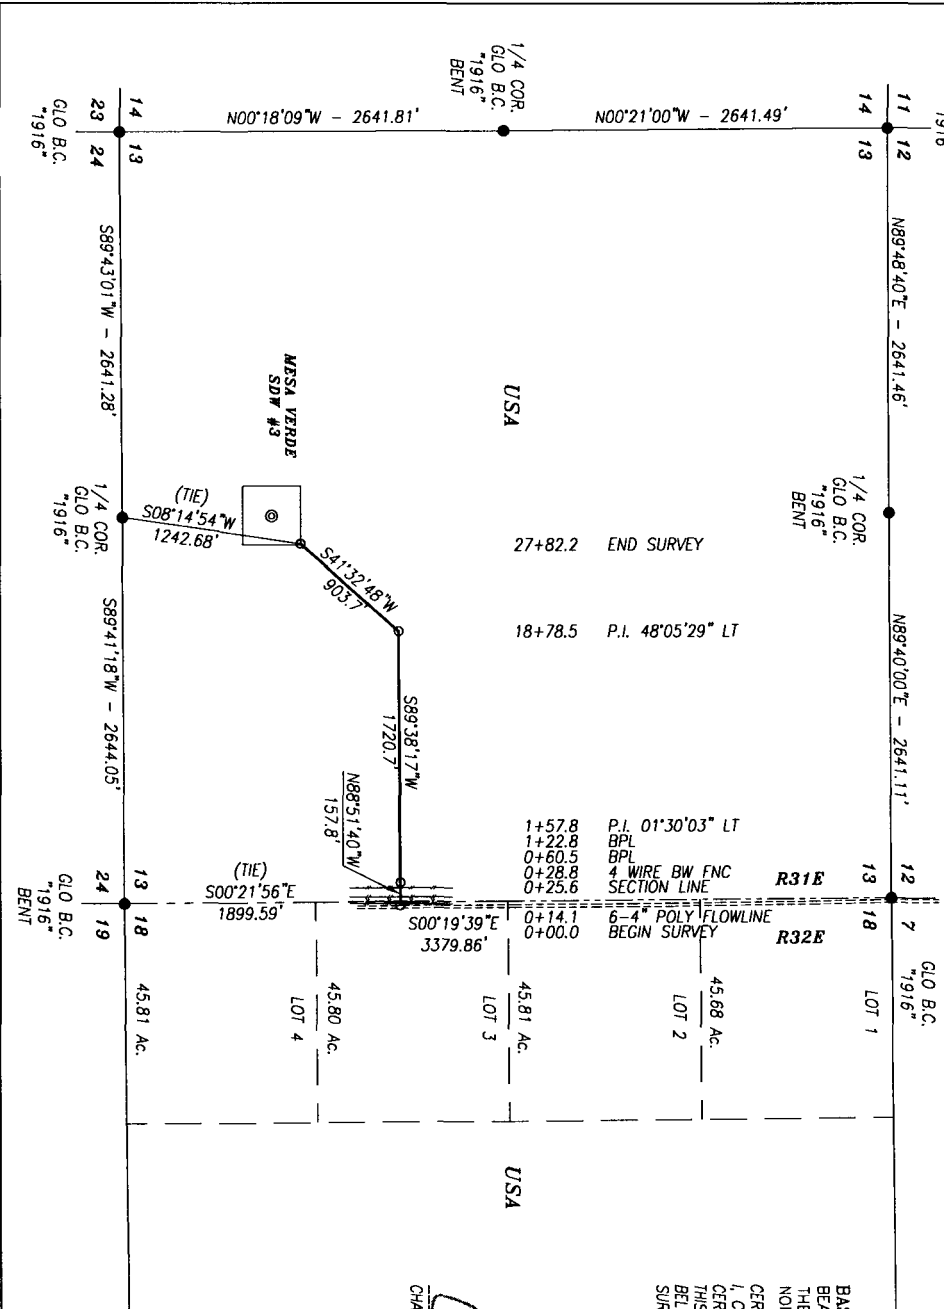 1916
11
12
14
13
N00°21'00"W - 2641.49'
1/4 COR.
GLO B.C.
"1916"
BENT
N00°18'09"W - 2641.81'
14
13
23
24
GLO B.C.
"1916"
N89°48'40"E - 2641.46'
1/4 COR.
GLO B.C.
"1916"
BENT
N89°40'00"E - 2641.11'
12
7
13
18
GLO B.C.
"1916"
USA
MESA VERDE
SDW #3
S89°43'01"W - 2641.28'
1/4 COR.
GLO B.C.
"1916"
(TIE)
S08°14'54"W
1242.68'
S41°32'48"W
903.7'
27+82.2 END SURVEY
18+78.5 P.I. 48°05'29" LT
S89°38'17"W
1720.7'
N88°51'40"W
157.8'
1+57.8 P.I. 01°30'03" LT
1+22.8 BPL
0+60.5 BPL
0+28.8 4 WIRE BW FNC
0+25.6 SECTION LINE
0+14.1 6-4" POLY FLOWLINE
0+00.0 BEGIN SURVEY
R31E
R32E
S00°19'39"E
3379.86'
(TIE)
S00°21'56"E
1899.59'
S89°41'18"W - 2644.05'
13
18
24
19
GLO B.C.
"1916"
BENT
LOT 1
45.68 Ac.
LOT 2
45.81 Ac.
LOT 3
45.80 Ac.
LOT 4
45.81 Ac.
USA
BEA
THE
CER
I, C
CER
THIS
BEL
SUR
CHA